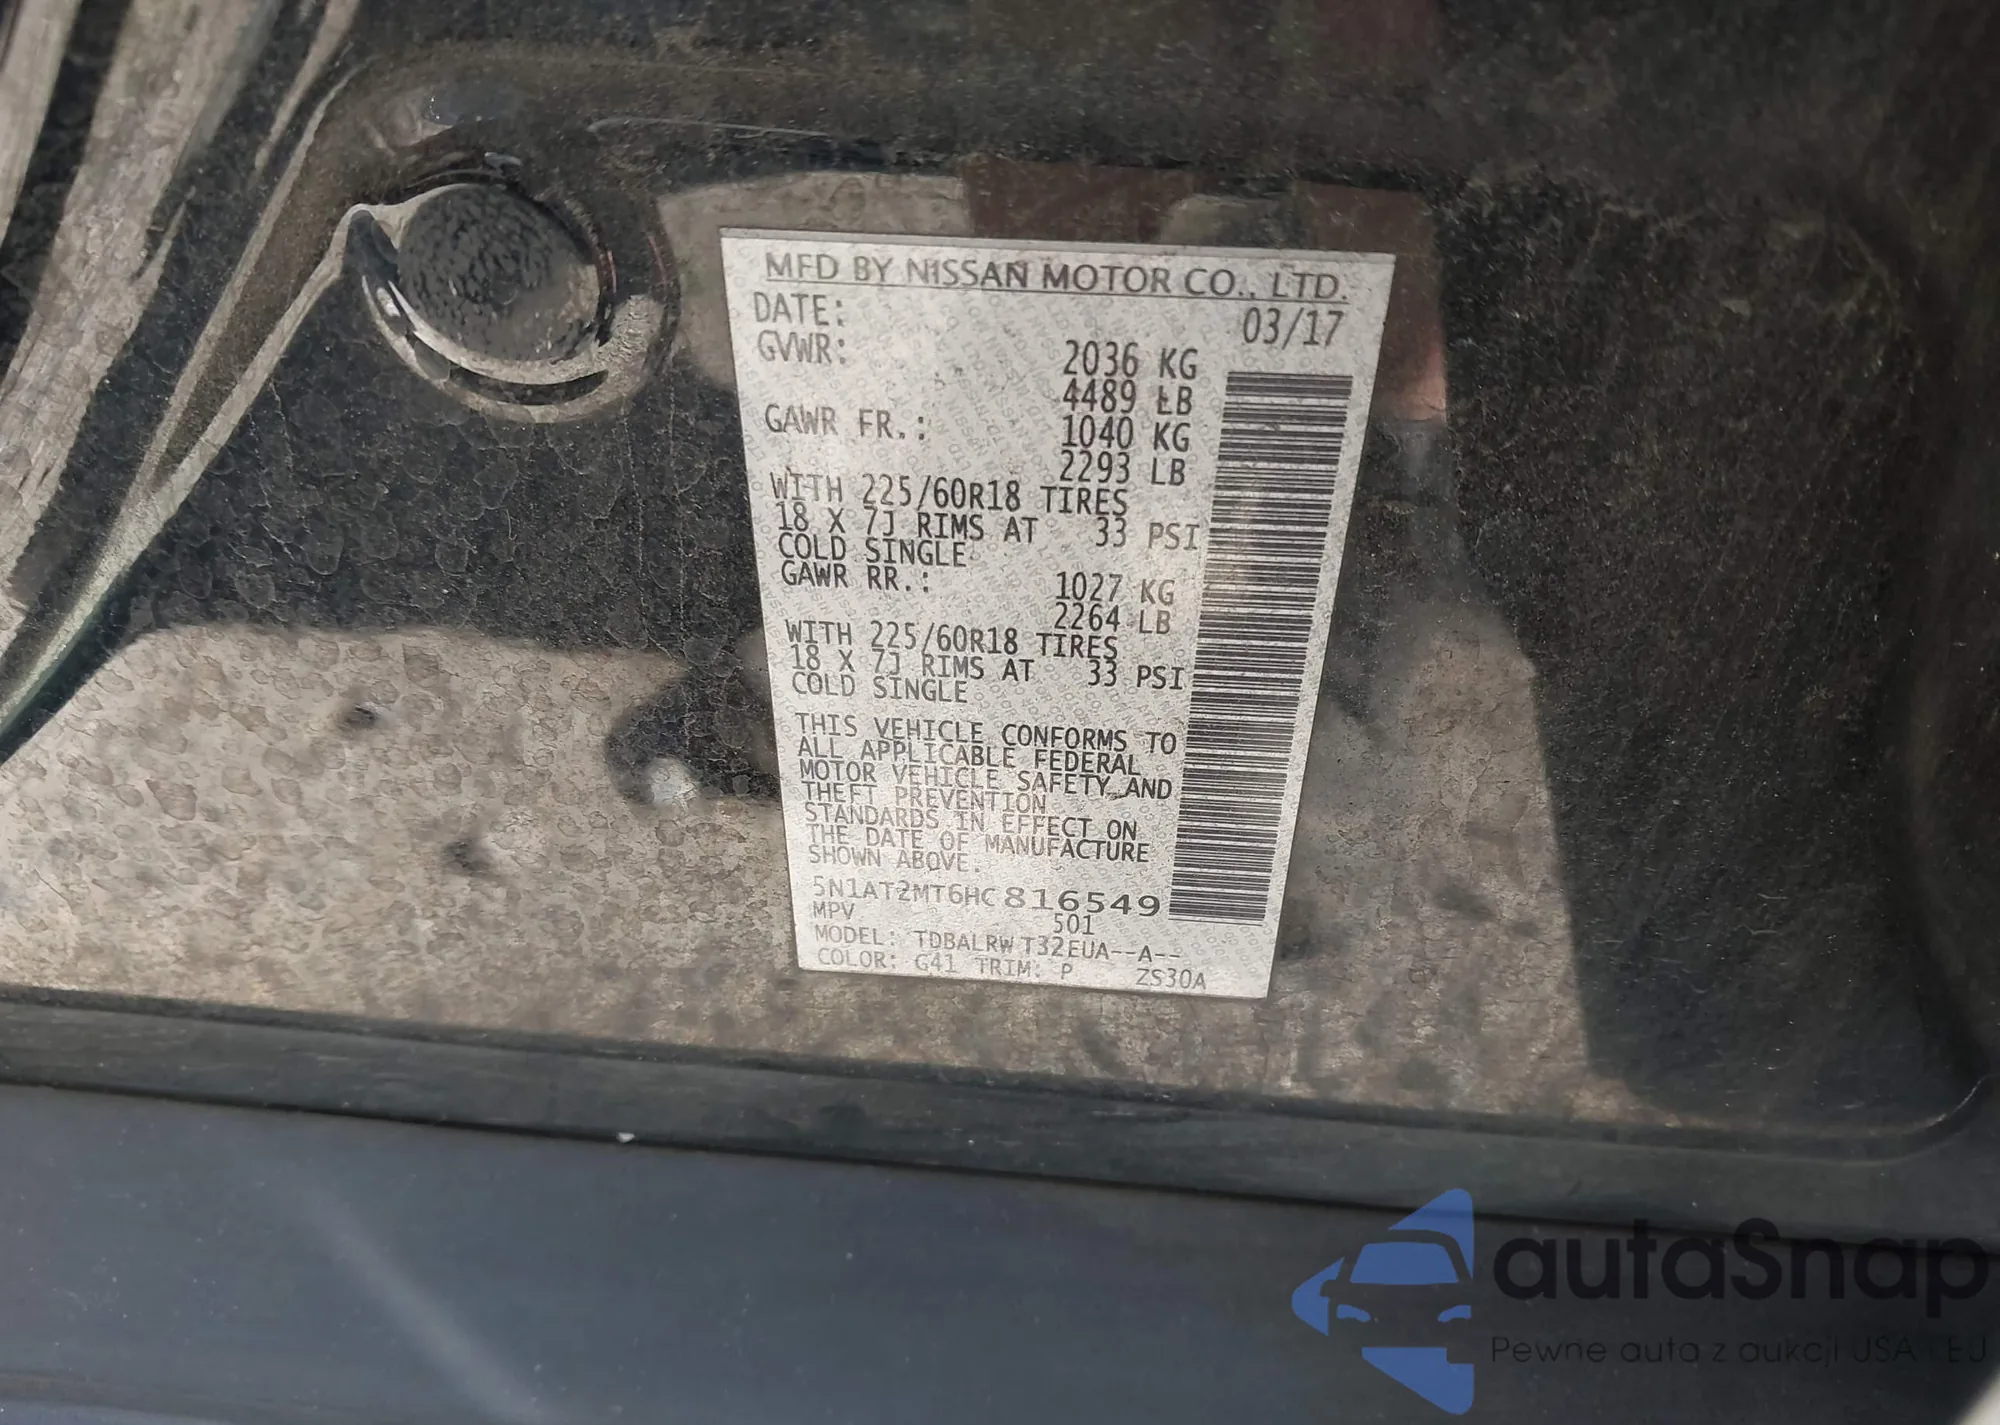 MFD BY NISSAN MOTOR CO., LTD.
DATE: 03/17
GVWR: 2036 KG
4489 LB
GAWR FR.: 1040 KG
2293 LB
WITH 225/60R18 TIRES
18 X 7J RIMS AT 33 PSI
COLD SINGLE
GAWR RR.: 1027 KG
2264 LB
WITH 225/60R18 TIRES
18 X 7J RIMS AT 33 PSI
COLD SINGLE
THIS VEHICLE CONFORMS TO
ALL APPLICABLE FEDERAL
MOTOR VEHICLE SAFETY AND
THEFT PREVENTION
STANDARDS IN EFFECT ON
THE DATE OF MANUFACTURE
SHOWN ABOVE.
5N1AT2MT6HC816549
MPV 501
MODEL: TDBALRW T32EUA--A--
COLOR: G41 TRIM: P ZS30A
autaSnap
Pewne auta z aukcji USA i EU